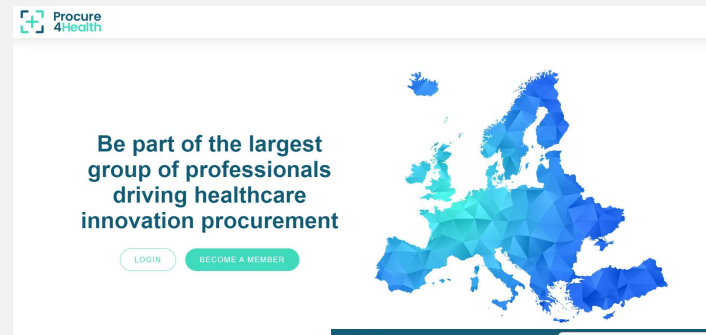 Procure
4Health
Be part of the largest
group of professionals
driving healthcare
innovation procurement
LOGIN
BECOME A MEMBER